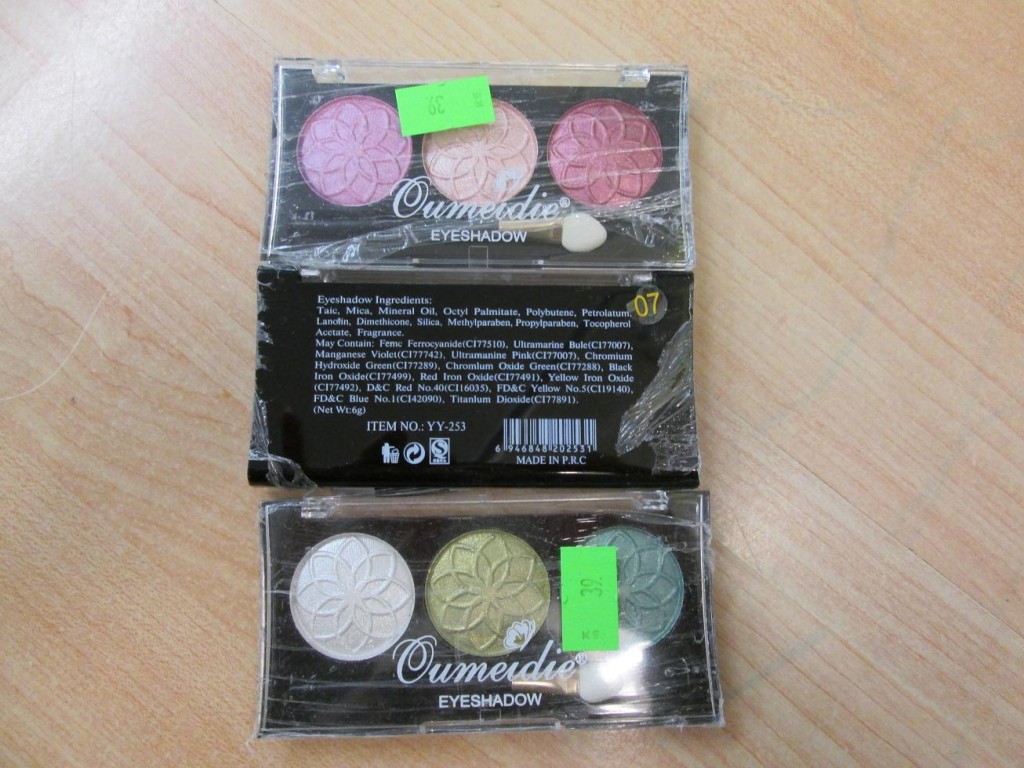 39.
Oumeidie®
EYESHADOW
07
Eyeshadow Ingredients:
Taic, Mica, Mineral Oil, Octyl Palmitate, Polybutene, Petrolatum,
Lanolin, Dimethicone, Silica, Methylparaben, Propylparaben, Tocopherol
Acetate, Fragrance.
May Contain: Femc Ferrocyanide(CI77510), Ultramarine Bule(CI77007),
Manganese Violet(CI77742), Ultramanine Pink(CI77007), Chromium
Hydroxide Green(CI77289), Chromlum Oxide Green(CI77288), Black
Iron Oxide(CI77499), Red Iron Oxide(CI77491), Yellow Iron Oxide
(CI77492), D&C Red No.40(CI16035), FD&C Yellow No.5(CI19140),
FD&C Blue No.1(CI42090), Titanium Dioxide(CI77891).
(Net Wt:6g)
ITEM NO.: YY-253
6 946848 202531
MADE IN P.R.C
39.
Oumeidie®
EYESHADOW